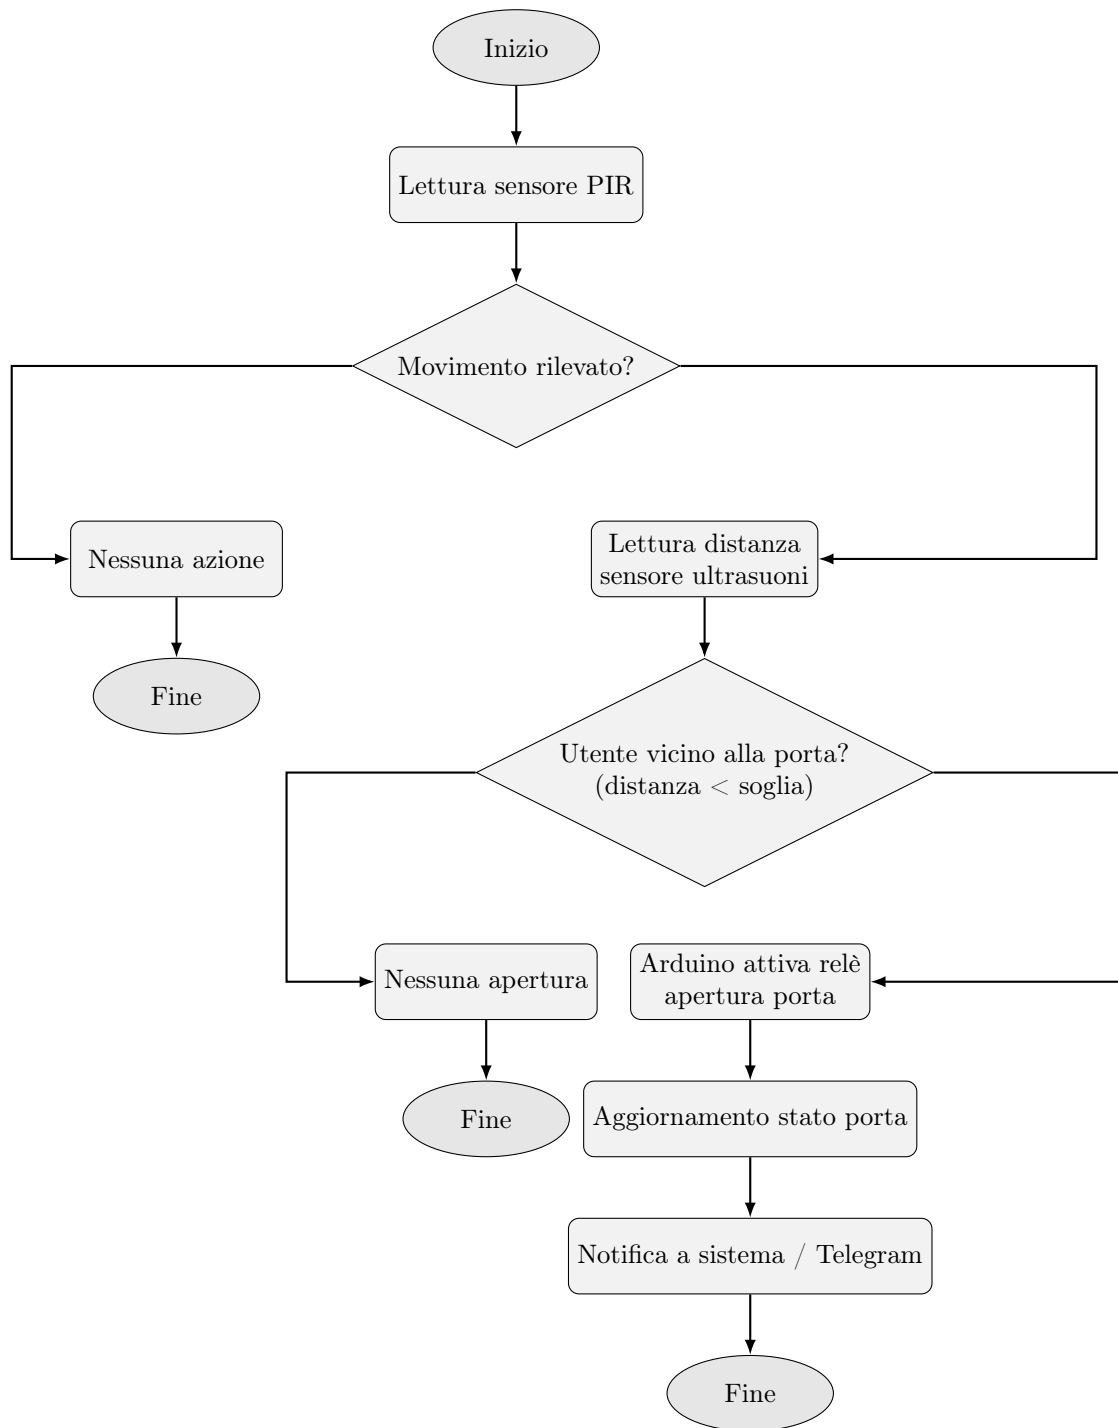 Inizio
Lettura sensore PIR
Movimento rilevato?
Nessuna azione
Lettura distanza
sensore ultrasuoni
Fine
Utente vicino alla porta?
(distanza < soglia)
Nessuna apertura
Arduino attiva relè
apertura porta
Fine
Aggiornamento stato porta
Notifica a sistema / Telegram
Fine